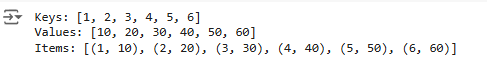 Keys: [1, 2, 3, 4, 5, 6]
Values: [10, 20, 30, 40, 50, 60]
Items: [(1, 10), (2, 20), (3, 30), (4, 40), (5, 50), (6, 60)]